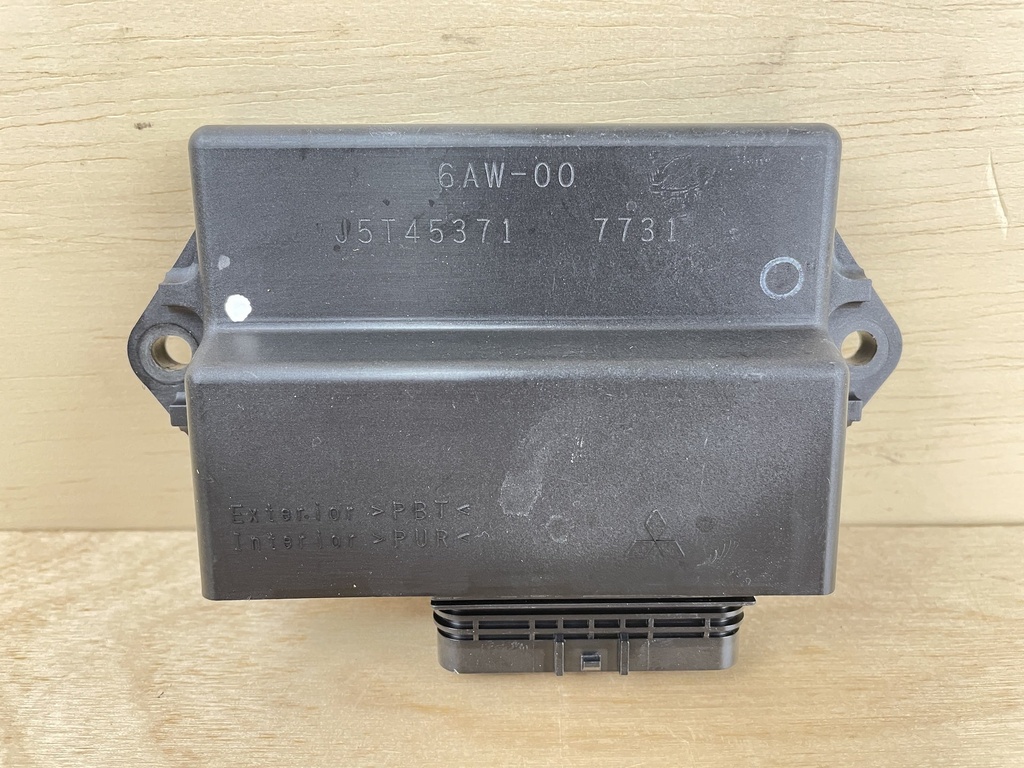 6AW-00
J5T45371 7731
Exterior >PBT<
Interior >PUR<